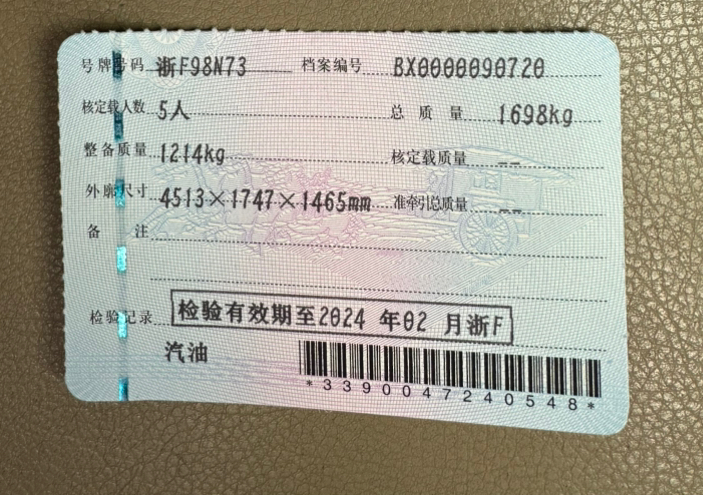 号牌号码 浙F98N73 档案编号 BX0000090720
核定载人数 5人 总质量 1698kg
整备质量 1214kg 核定载质量 --
外廓尺寸 4513×1747×1465mm 准牵引总质量 --
备注
检验记录 检验有效期至2024 年02 月浙F
汽油
*3390047240548*